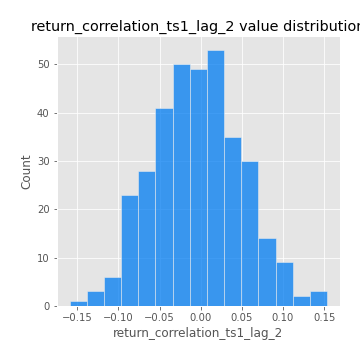 return_correlation_ts1_lag_2 value distribution
50
40
30
20
10
0
Count
−0.15 −0.10 −0.05 0.00 0.05 0.10 0.15
return_correlation_ts1_lag_2